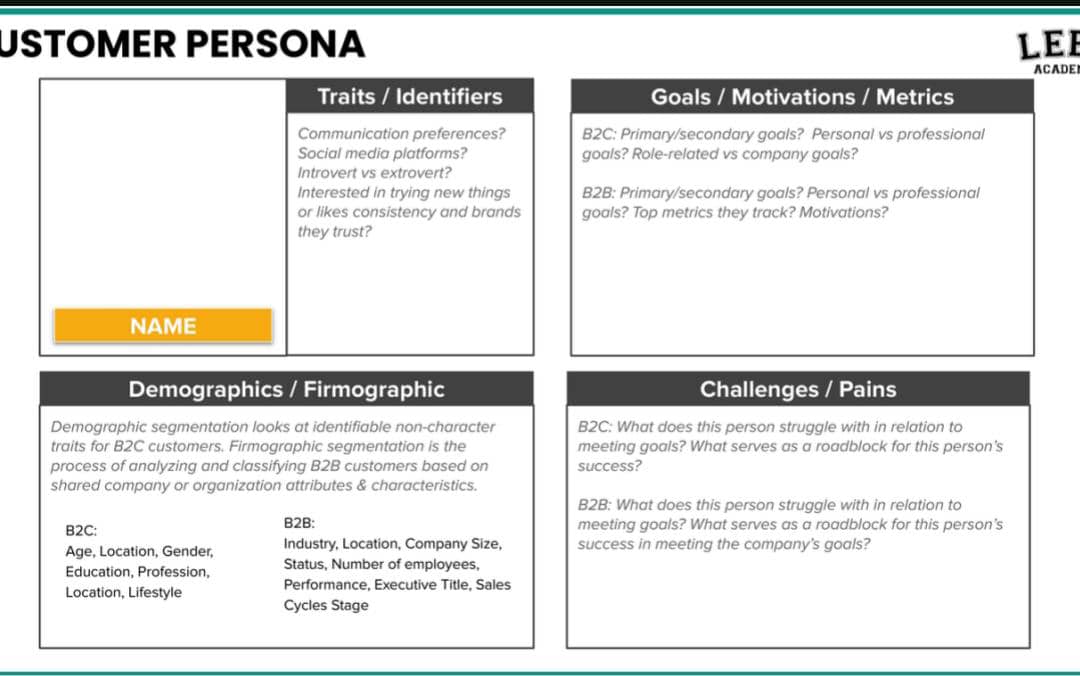 USTOMER PERSONA
LEE
ACADEM
Traits / Identifiers
Communication preferences?
Social media platforms?
Introvert vs extrovert?
Interested in trying new things
or likes consistency and brands
they trust?
NAME
Goals / Motivations / Metrics
B2C: Primary/secondary goals? Personal vs professional
goals? Role-related vs company goals?
B2B: Primary/secondary goals? Personal vs professional
goals? Top metrics they track? Motivations?
Demographics / Firmographic
Demographic segmentation looks at identifiable non-character
traits for B2C customers. Firmographic segmentation is the
process of analyzing and classifying B2B customers based on
shared company or organization attributes & characteristics.
B2C:
Age, Location, Gender,
Education, Profession,
Location, Lifestyle
B2B:
Industry, Location, Company Size,
Status, Number of employees,
Performance, Executive Title, Sales
Cycles Stage
Challenges / Pains
B2C: What does this person struggle with in relation to
meeting goals? What serves as a roadblock for this person's
success?
B2B: What does this person struggle with in relation to
meeting goals? What serves as a roadblock for this person's
success in meeting the company's goals?